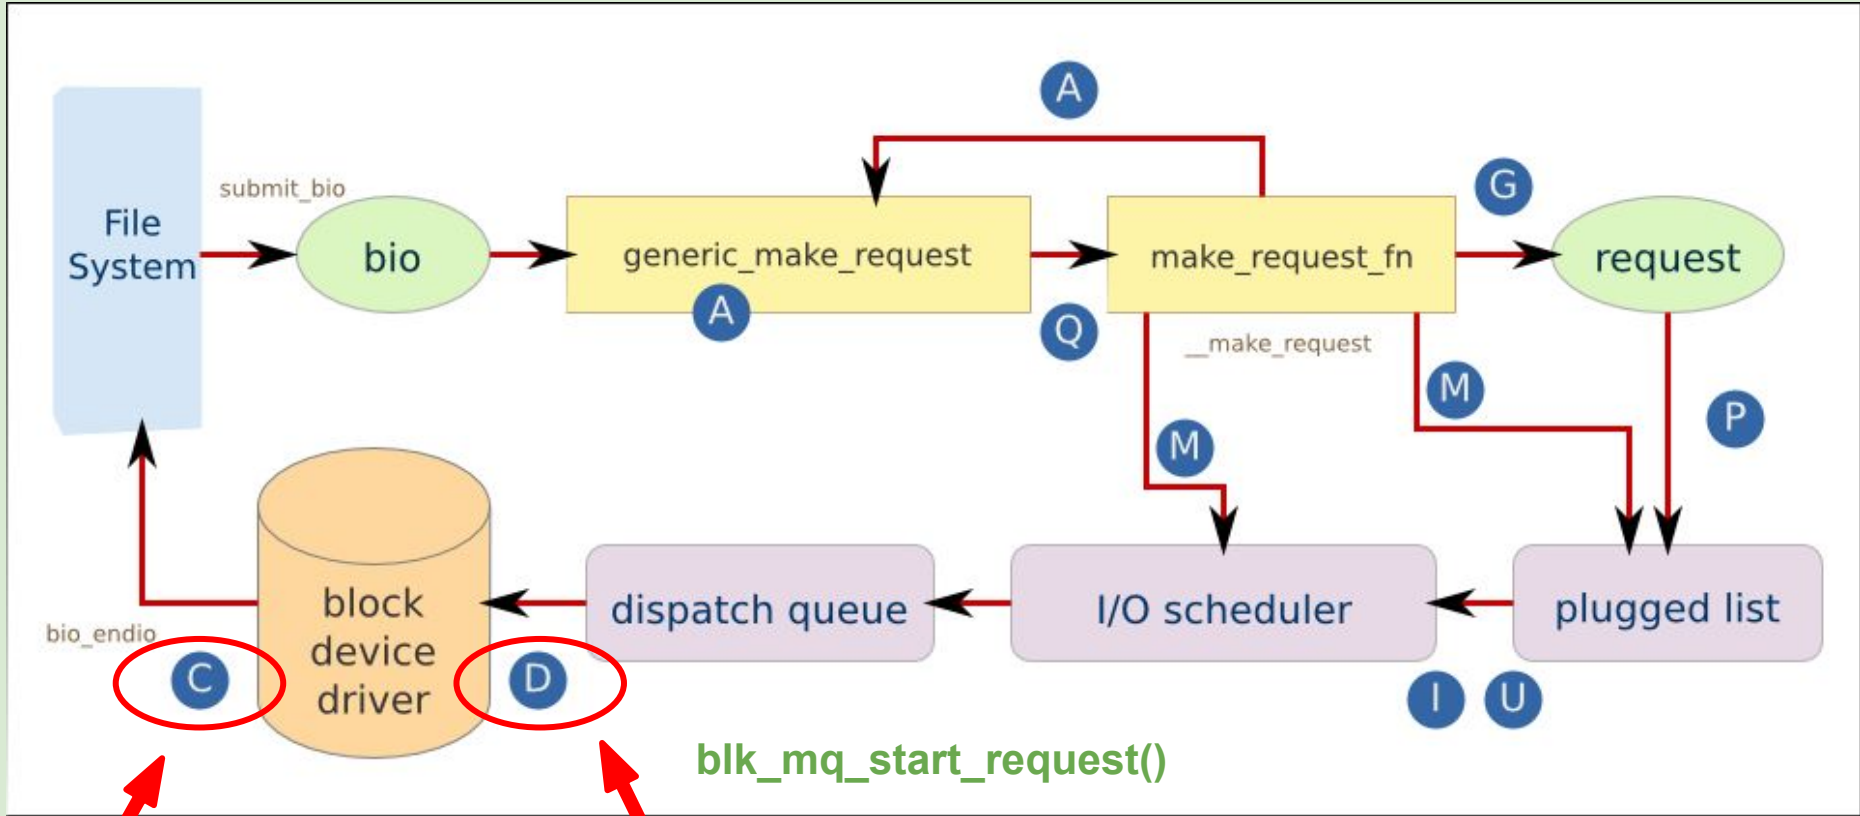 A
submit_bio
File
System
bio
generic_make_request
A
Q
make_request_fn
__make_request
G
request
M
M
P
bio_endio
C
block
device
driver
D
dispatch queue
I/O scheduler
I
U
plugged list
blk_mq_start_request()